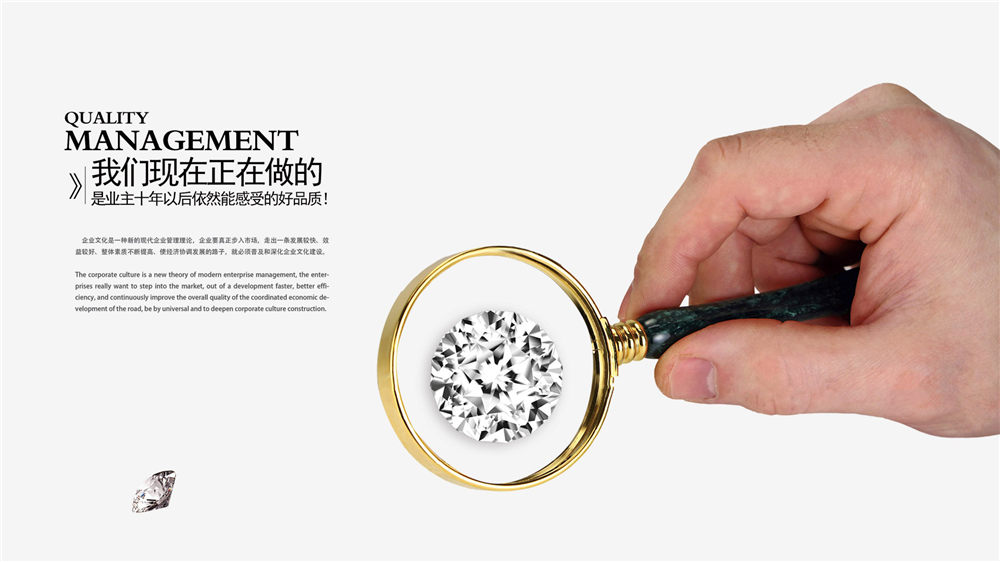 QUALITY
MANAGEMENT
我们现在正在做的
是业主十年以后依然能感受的好品质！
企业文化是一种新的现代企业管理理论，企业要真正步入市场，走出一条发展较快、效
益较好、整体素质不断提高、使经济协调发展的路子，就必须普及和深化企业文化建设。
The corporate culture is a new theory of modern enterprise management, the enter-
prises really want to step into the market, out of a development faster, better effi-
ciency, and continuously improve the overall quality of the coordinated economic de-
velopment of the road, be by universal and to deepen corporate culture construction.